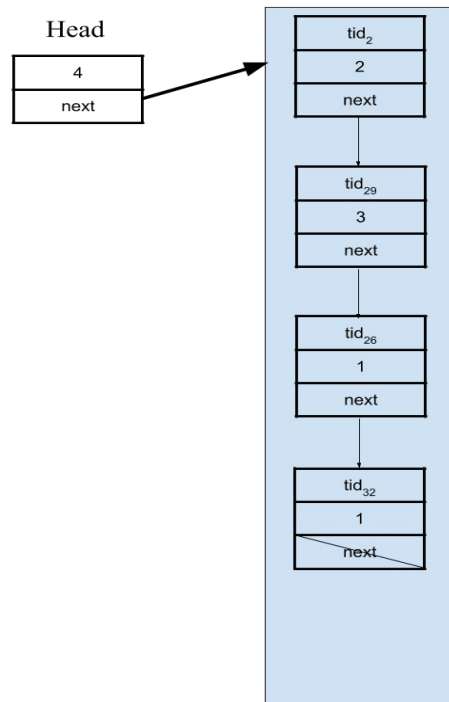 Head
4
next
tid₂
2
next
tid₂₉
3
next
tid₂₆
1
next
tid₃₂
1
next